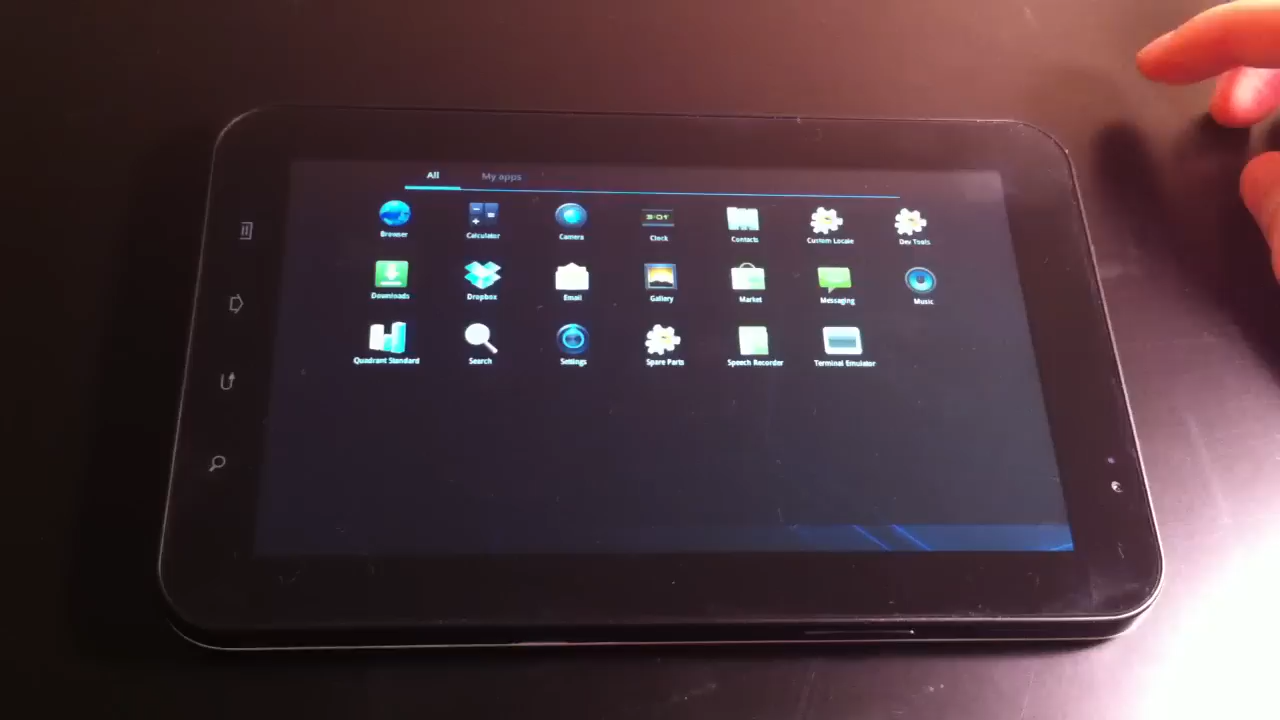 All My apps
Browser Calculator Camera Clock Contacts Custom Locale Dev Tools
Downloads Dropbox Email Gallery Market Messaging Music
Quadrant Standard Search Settings Spare Parts Speech Recorder Terminal Emulator